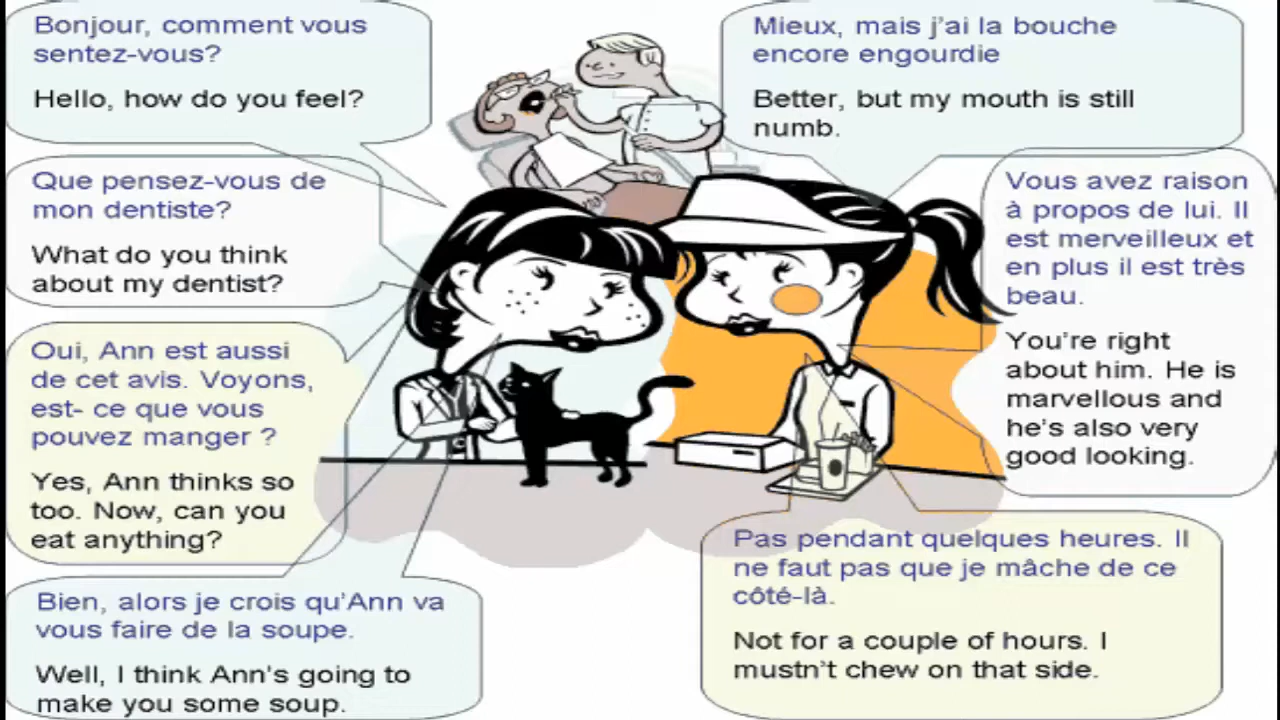 Bonjour, comment vous
sentez-vous?
Hello, how do you feel?
Mieux, mais j'ai la bouche
encore engourdie
Better, but my mouth is still
numb.
Que pensez-vous de
mon dentiste?
What do you think
about my dentist?
Vous avez raison
à propos de lui. Il
est merveilleux et
en plus il est très
beau.
You're right
about him. He is
marvellous and
he's also very
good looking.
Oui, Ann est aussi
de cet avis. Voyons,
est- ce que vous
pouvez manger ?
Yes, Ann thinks so
too. Now, can you
eat anything?
Pas pendant quelques heures. Il
ne faut pas que je mâche de ce
côté-là.
Not for a couple of hours. I
mustn't chew on that side.
Bien, alors je crois qu'Ann va
vous faire de la soupe.
Well, I think Ann's going to
make you some soup.